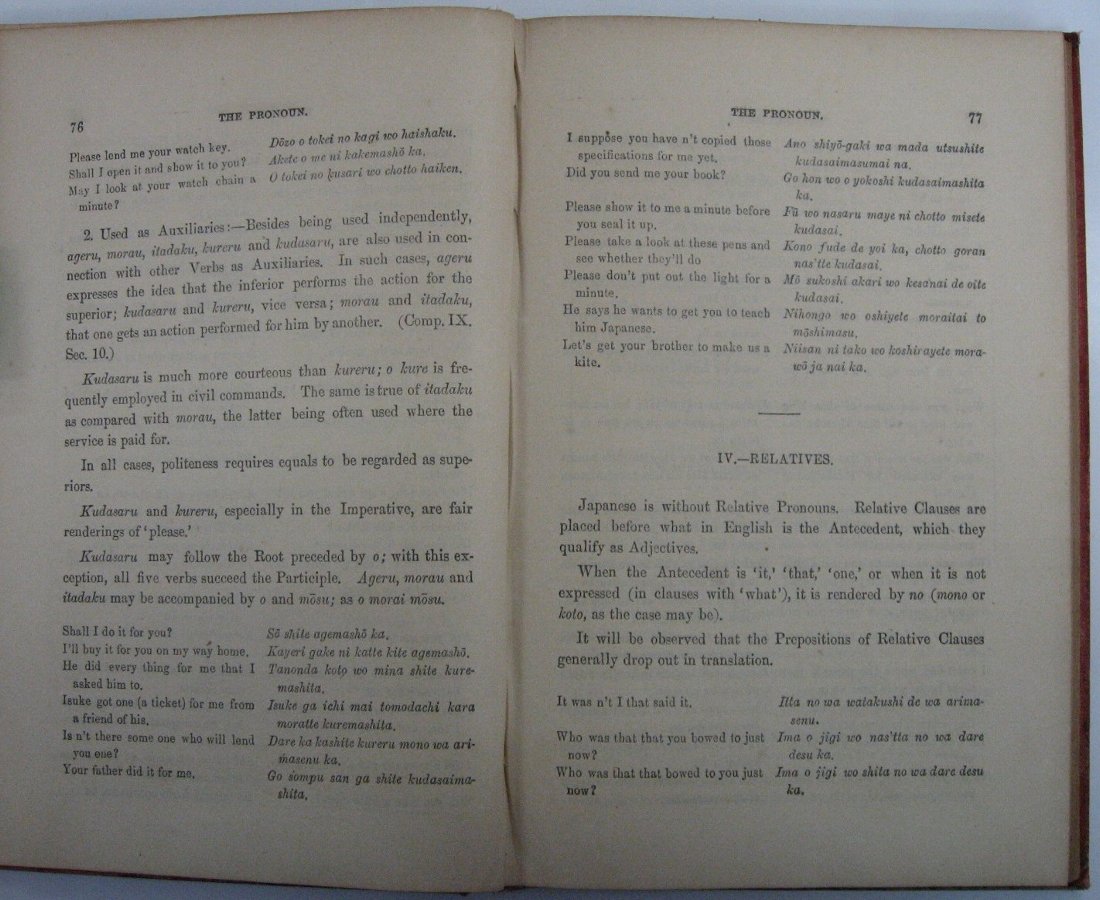 76
THE PRONOUN.
Please lend me your watch key. Dōzo o tokei no kagi wo haishaku.
Shall I open it and show it to you? Akete o me ni kakemashō ka.
May I look at your watch chain a O tokei no kusari wo chotto haiken.
minute?
2. Used as Auxiliaries:—Besides being used independently,
ageru, morau, itadaku, kureru and kudasaru, are also used in con-
nection with other Verbs as Auxiliaries. In such cases, ageru
expresses the idea that the inferior performs the action for the
superior; kudasaru and kureru, vice versa; morau and itadaku,
that one gets an action performed for him by another. (Comp. IX.
Sec. 10.)
Kudasaru is much more courteous than kureru; o kure is fre-
quently employed in civil commands. The same is true of itadaku
as compared with morau, the latter being often used where the
service is paid for.
In all cases, politeness requires equals to be regarded as supe-
riors.
Kudasaru and kureru, especially in the Imperative, are fair
renderings of 'please.'
Kudasaru may follow the Root preceded by o; with this ex-
ception, all five verbs succeed the Participle. Ageru, morau and
itadaku may be accompanied by o and mōsu; as o morai mōsu.
Shall I do it for you? Sō shite agemashō ka.
I'll buy it for you on my way home. Kayeri gake ni katte kite agemashō.
He did every thing for me that I Tanonda koto wo mina shite kure-
asked him to. mashita.
Isuke got one (a ticket) for me from Isuke ga ichi mai tomodachi kara
a friend of his. moratte kuremashita.
Is n't there some one who will lend Dare ka kashite kureru mono wa ari-
you one? masenu ka.
Your father did it for me. Go sompu san ga shite kudasaima-
shita.
THE PRONOUN.
77
I suppose you have n't copied those Ano shiyō-gaki wa mada utsushite
specifications for me yet. kudasaimasumai na.
Did you send me your book? Go hon wo o yokoshi kudasaimashita
ka.
Please show it to me a minute before Fū wo nasaru maye ni chotto misete
you seal it up. kudasai.
Please take a look at these pens and Kono fude de yoi ka, chotto goran
see whether they'll do nas'tte kudasai.
Please don't put out the light for a Mō sukoshi akari wo kesanai de oite
minute. kudasai.
He says he wants to get you to teach Nihongo wo oshiyete moraitai to
him Japanese. mōshimasu.
Let's get your brother to make us a Niisan ni tako wo koshirayete mora-
kite. wō ja nai ka.
IV.—RELATIVES.
Japanese is without Relative Pronouns. Relative Clauses are
placed before what in English is the Antecedent, which they
qualify as Adjectives.
When the Antecedent is 'it,' 'that,' 'one,' or when it is not
expressed (in clauses with 'what'), it is rendered by no (mono or
koto, as the case may be).
It will be observed that the Prepositions of Relative Clauses
generally drop out in translation.
It was n't I that said it. Itta no wa watakushi de wa arima-
senu.
Who was that that you bowed to just Ima o jigi wo nas'tta no wa dare
now? desu ka.
Who was that that bowed to you just Ima o jigi wo shita no wa dare desu
now? ka.